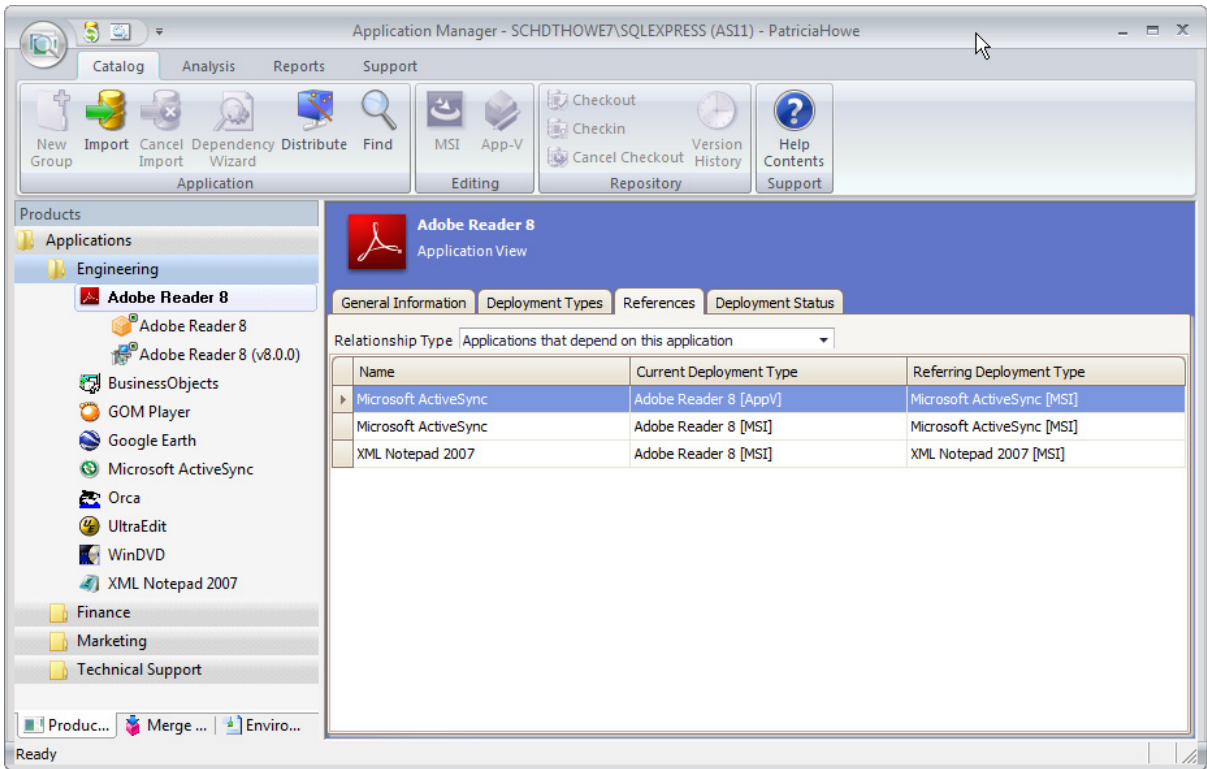 Application Manager - SCHDTHOWE7\SQLEXPRESS (AS11) - PatriciaHowe
Catalog Analysis Reports Support
New Group
Import
Cancel Import
Dependency Wizard
Distribute
Find
Application
MSI
App-V
Editing
Checkout
Checkin
Cancel Checkout
Version History
Repository
Help Contents
Support
Products
Applications
Engineering
Adobe Reader 8
Adobe Reader 8
Adobe Reader 8 (v8.0.0)
BusinessObjects
GOM Player
Google Earth
Microsoft ActiveSync
Orca
UltraEdit
WinDVD
XML Notepad 2007
Finance
Marketing
Technical Support
Produc... Merge ... Enviro...
Adobe Reader 8
Application View
General Information Deployment Types References Deployment Status
Relationship Type Applications that depend on this application
Name Current Deployment Type Referring Deployment Type
Microsoft ActiveSync Adobe Reader 8 [AppV] Microsoft ActiveSync [MSI]
Microsoft ActiveSync Adobe Reader 8 [MSI] Microsoft ActiveSync [MSI]
XML Notepad 2007 Adobe Reader 8 [MSI] XML Notepad 2007 [MSI]
Ready